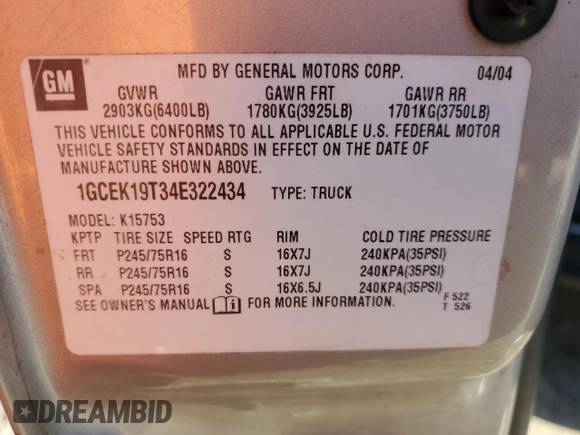 GM
MFD BY GENERAL MOTORS CORP. 04/04
GVWR GAWR FRT GAWR RR
2903KG(6400LB) 1780KG(3925LB) 1701KG(3750LB)
THIS VEHICLE CONFORMS TO ALL APPLICABLE U.S. FEDERAL MOTOR
VEHICLE SAFETY STANDARDS IN EFFECT ON THE DATE OF
MANUFACTURE SHOWN ABOVE.
1GCEK19T34E322434 TYPE: TRUCK
MODEL: K15753
KPTP TIRE SIZE SPEED RTG RIM COLD TIRE PRESSURE
FRT P245/75R16 S 16X7J 240KPA(35PSI)
RR P245/75R16 S 16X7J 240KPA(35PSI)
SPA P245/75R16 S 16X6.5J 240KPA(35PSI)
SEE OWNER'S MANUAL i FOR MORE INFORMATION. F 522
T 526
DREAMBID